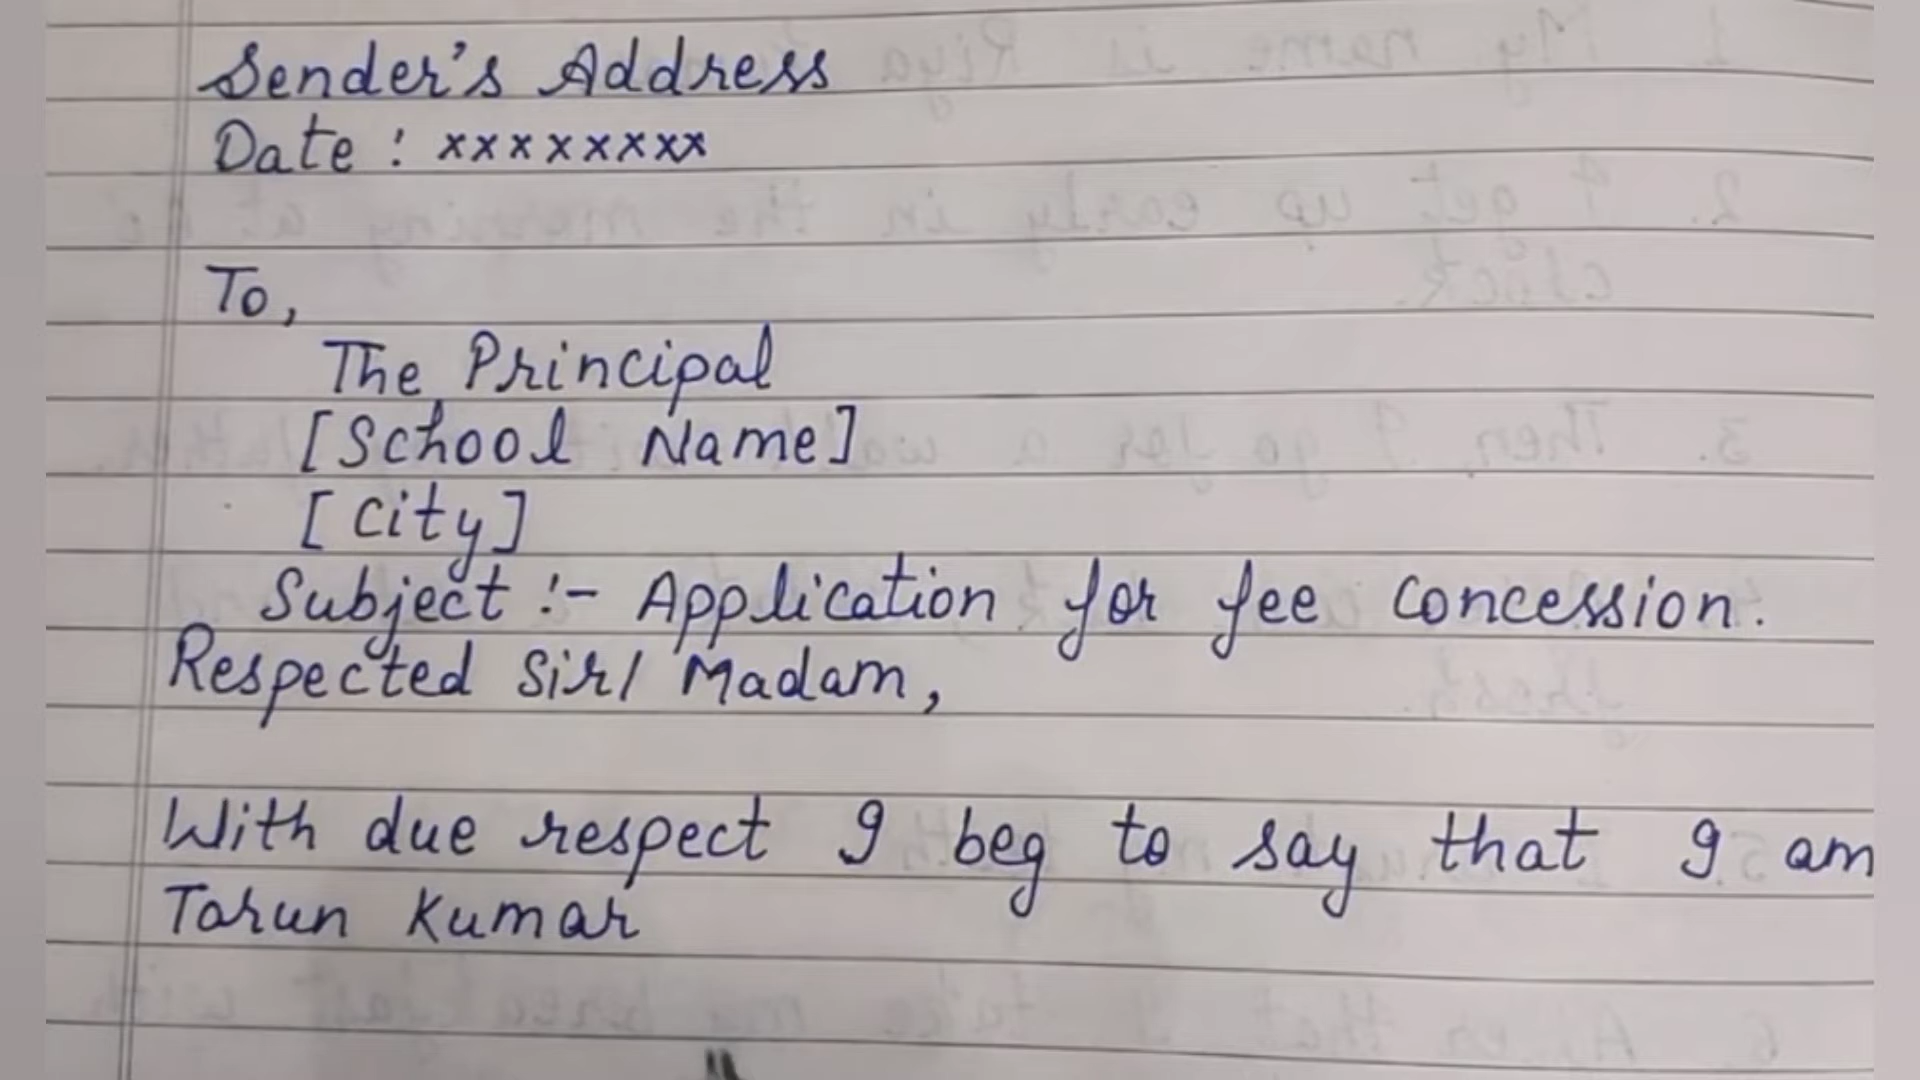 Sender's Address
Date : xxxxxxxx
To,
The Principal
[School Name]
[City]
Subject :- Application for fee concession.
Respected Sir/ Madam,
With due respect I beg to say that I am
Tarun Kumar